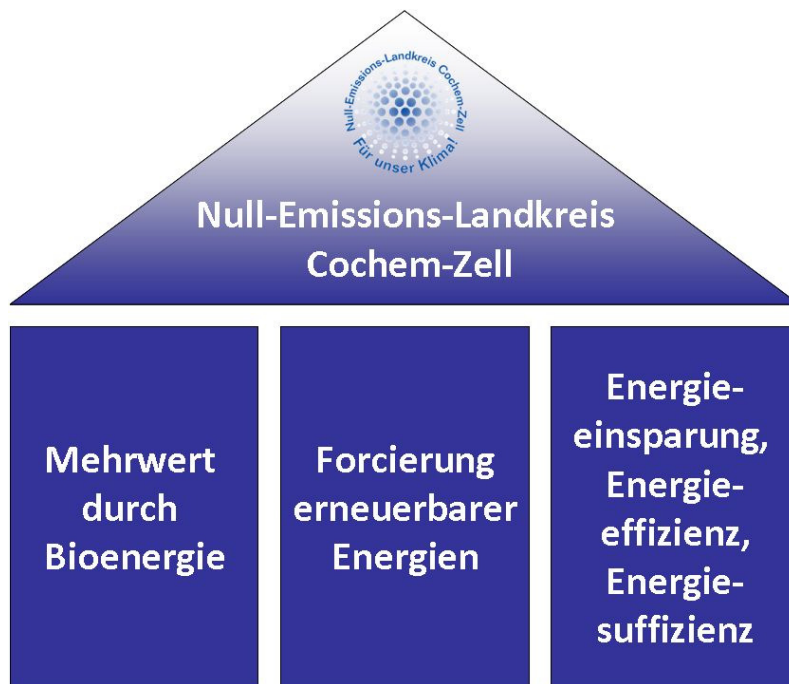 Null-Emissions-Landkreis Cochem-Zell
Für unser Klima!
Null-Emissions-Landkreis
Cochem-Zell
Mehrwert
durch
Bioenergie
Forcierung
erneuerbarer
Energien
Energie-
einsparung,
Energie-
effizienz,
Energie-
suffizienz